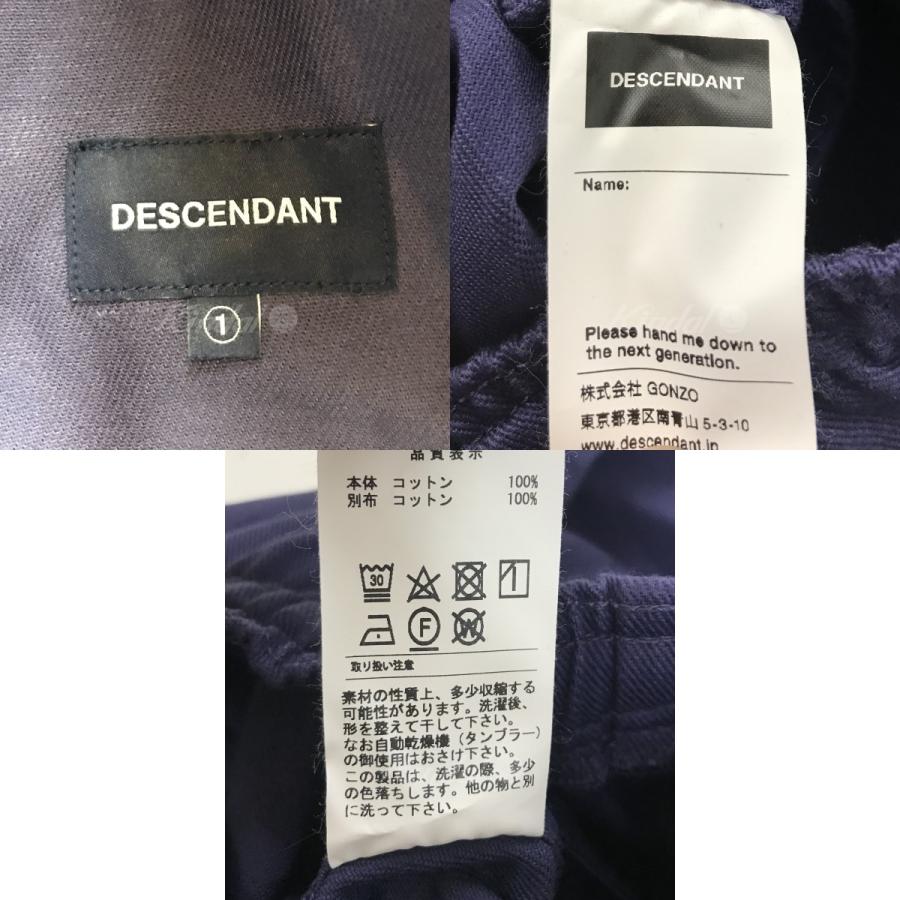 DESCENDANT
1
DESCENDANT
Name:
Please hand me down to
the next generation.
株式会社 GONZO
東京都港区南青山 5-3-10
www.descendant.jp
品質表示
本体 コットン 100%
別布 コットン 100%
30
F
W
取り扱い注意
素材の性質上、多少収縮する
可能性があります。洗濯後、
形を整えて干して下さい。
なお自動乾燥機（タンブラー）
の御使用はおさけ下さい。
この製品は、洗濯の際、多少
の色落ちします。他の物と別
に洗って下さい。